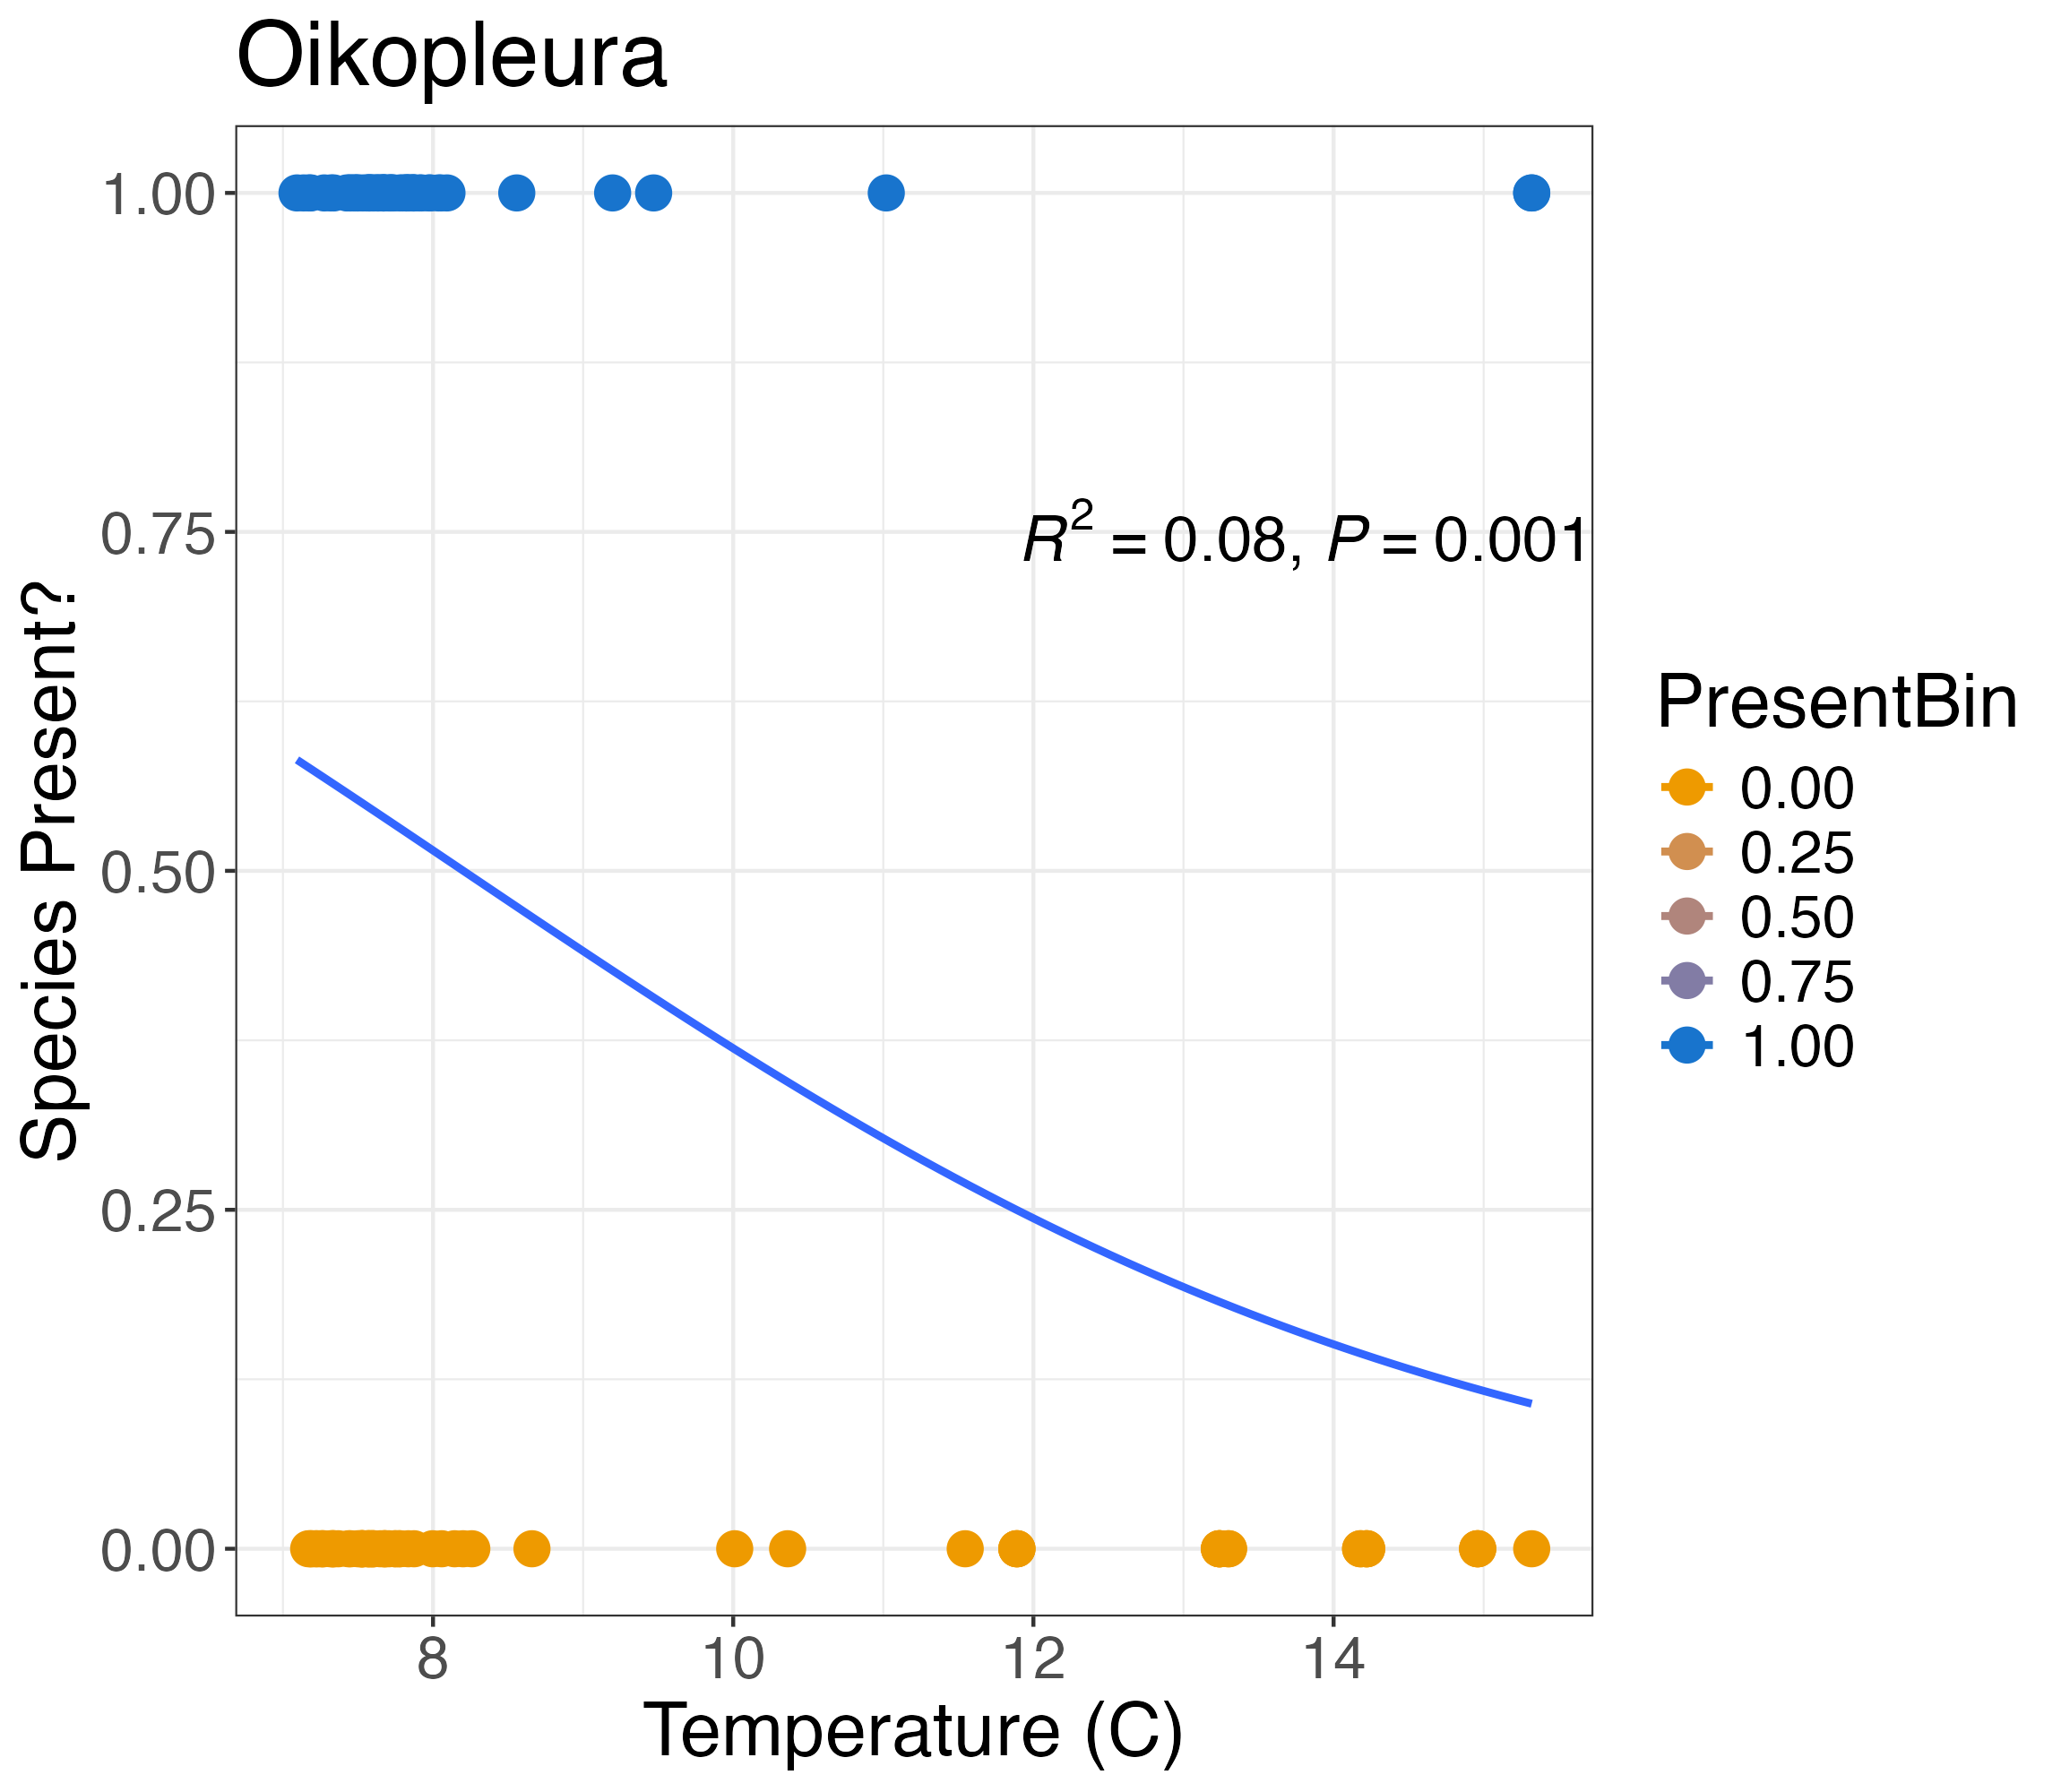 Oikopleura
1.00
0.75
0.50
0.25
0.00
Species Present?
R² = 0.08, P = 0.001
8 10 12 14
Temperature (C)
PresentBin
0.00
0.25
0.50
0.75
1.00